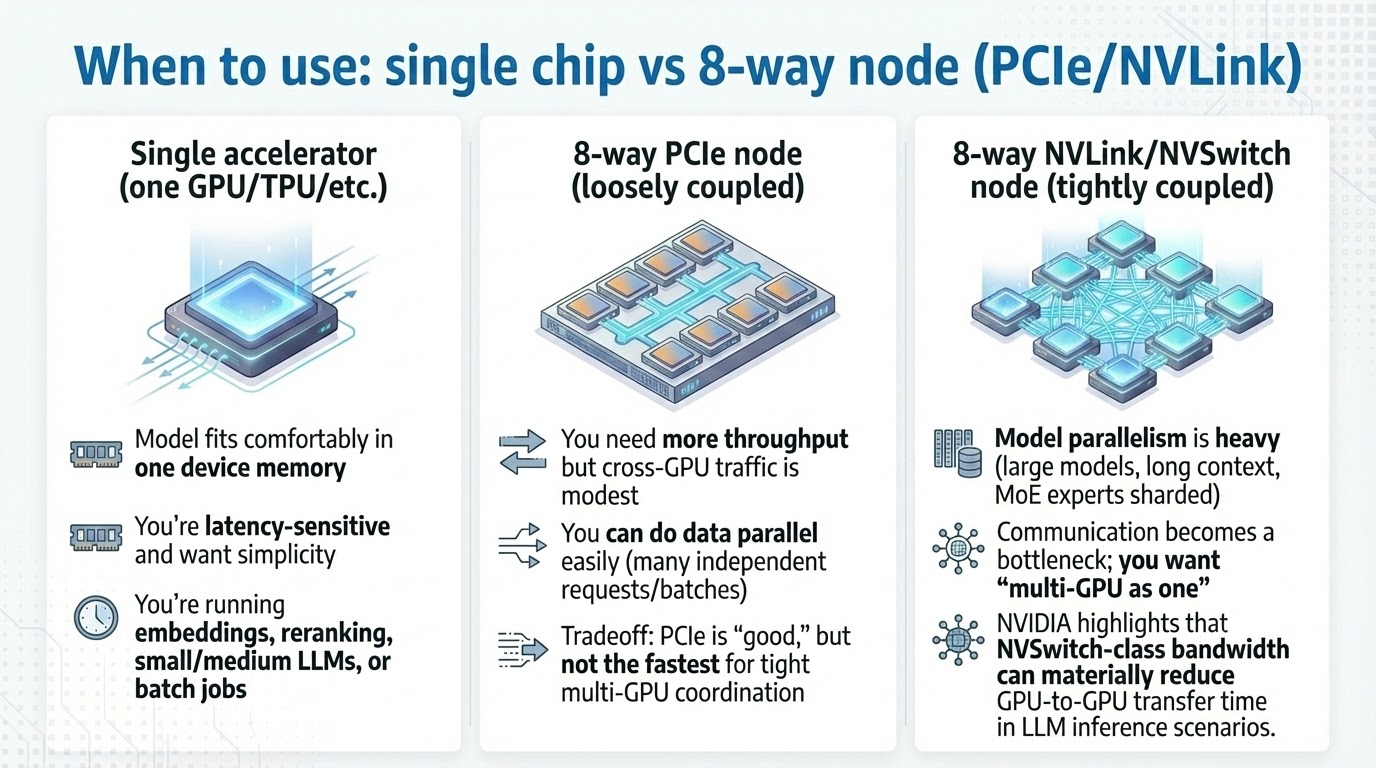 When to use: single chip vs 8-way node (PCIe/NVLink)
Single accelerator
(one GPU/TPU/etc.)
Model fits comfortably in
one device memory
You're latency-sensitive
and want simplicity
You're running
embeddings, reranking,
small/medium LLMs, or
batch jobs
8-way PCIe node
(loosely coupled)
You need more throughput
but cross-GPU traffic is
modest
You can do data parallel
easily (many independent
requests/batches)
Tradeoff: PCIe is “good,” but
not the fastest for tight
multi-GPU coordination
8-way NVLink/NVSwitch
node (tightly coupled)
Model parallelism is heavy
(large models, long context,
MoE experts sharded)
Communication becomes a
bottleneck; you want
“multi-GPU as one”
NVIDIA highlights that
NVSwitch-class bandwidth
can materially reduce
GPU-to-GPU transfer time
in LLM inference scenarios.